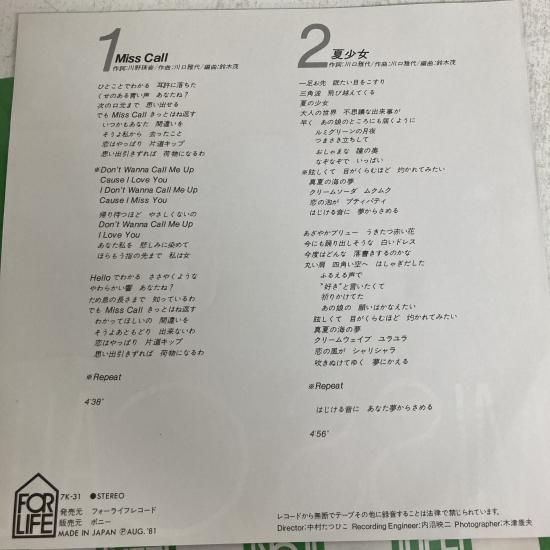 1 Miss Call
作詞:川野珠音/作曲:川口雅代/編曲:鈴木茂
ひとことでわかる 耳許に落ちた
くせのある青い声 あなたね?
次の口元まで 思い出せる
でも Miss Call きっとはね返す
いつかもあなた 間違いを
そうよ私から 去ったこと
恋はやっぱり 片道キップ
思い出引きずれば 荷物になるわ
※Don't Wanna Call Me Up
Cause I Love You
I Don't Wanna Call Me Up
Cause I Miss You
帰り待つほど やさしくないの
Don't Wanna Call Me Up
I Love You
あなた私を 悲しみに染めて
ほらもう指の先まで 私は女
Helloでわかる ささやくような
やわらかい響 あなたね?
ため息の長さまで 知っているわ
でも Miss Call きっとはね返す
わかってほしいの 間違いを
そうよあともどり 出来ないわ
恋はやっぱり 片道キップ
思い出引きずれば 荷物になるわ
※Repeat
4'38"
2 夏少女
作詞:川口雅代/作曲:川口雅代/編曲:鈴木茂
一足お先 眠たい目をこすり
三角波 飛び越えてくる
夏の少女
大人の世界 不思議な出来事が
早く あの娘のところにも届くように
ルミグリーンの月夜
つまさき立ちして
おしゃまな 瞳の奥
なぞなぞで いっぱい
※眩しくて 目がくらむほど 灼かれてみたい
真夏の海の夢
クリームソーダ ムクムク
恋の泡が プティパティ
はじける音に 夢からさめる
あざやかブリュー うきたつ赤い花
今にも踊り出しそうな 白いドレス
今度はどんな 落書きするのかな
丸い肩 四角い空へ はしゃぎだした
ふるえる声で
"好き"と言いたくて
祈りかけてた
あの娘の 願いはかなえたい
眩しくて 目がくらむほど 灼かれてみたい
真夏の海の夢
クリームウェイブ ユラユラ
恋の風が シャリシャラ
吹きぬけてゆく 夢にかえる
※Repeat
はじける音に あなた夢からさめる
4'56"
FOR LIFE
7K-31 ●STEREO
発売元 フォーライフレコード
販売元 ポニー
MADE IN JAPAN ℗AUG. '81
レコードから無断でテープその他に録音することは法律で禁じられています。
Director:中村たつひこ Recording Engineer:内沼映二 Photographer:木津康夫